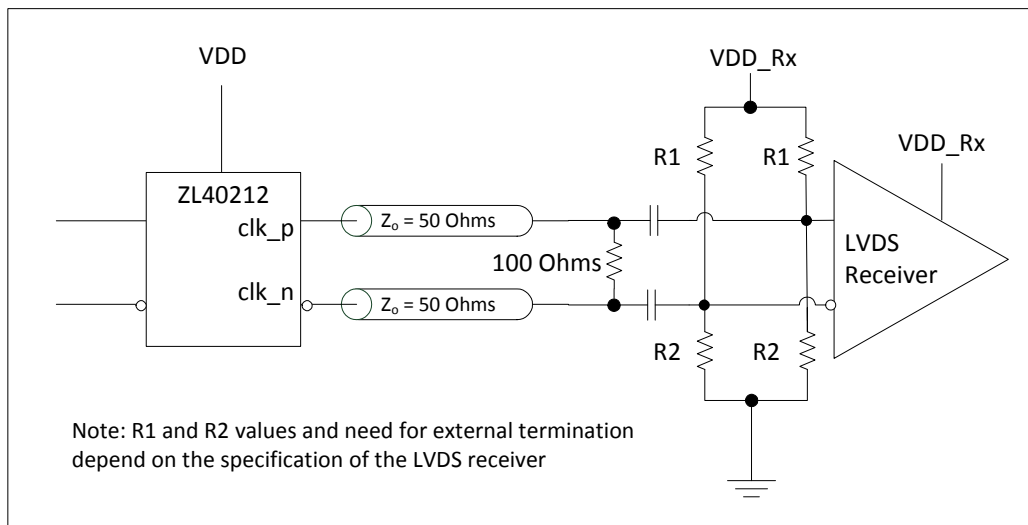 VDD
VDD_Rx
VDD_Rx
R1
R1
ZL40212
clk_p
Zo = 50 Ohms
LVDS
Receiver
100 Ohms
clk_n
Zo = 50 Ohms
R2
R2
Note: R1 and R2 values and need for external termination
depend on the specification of the LVDS receiver